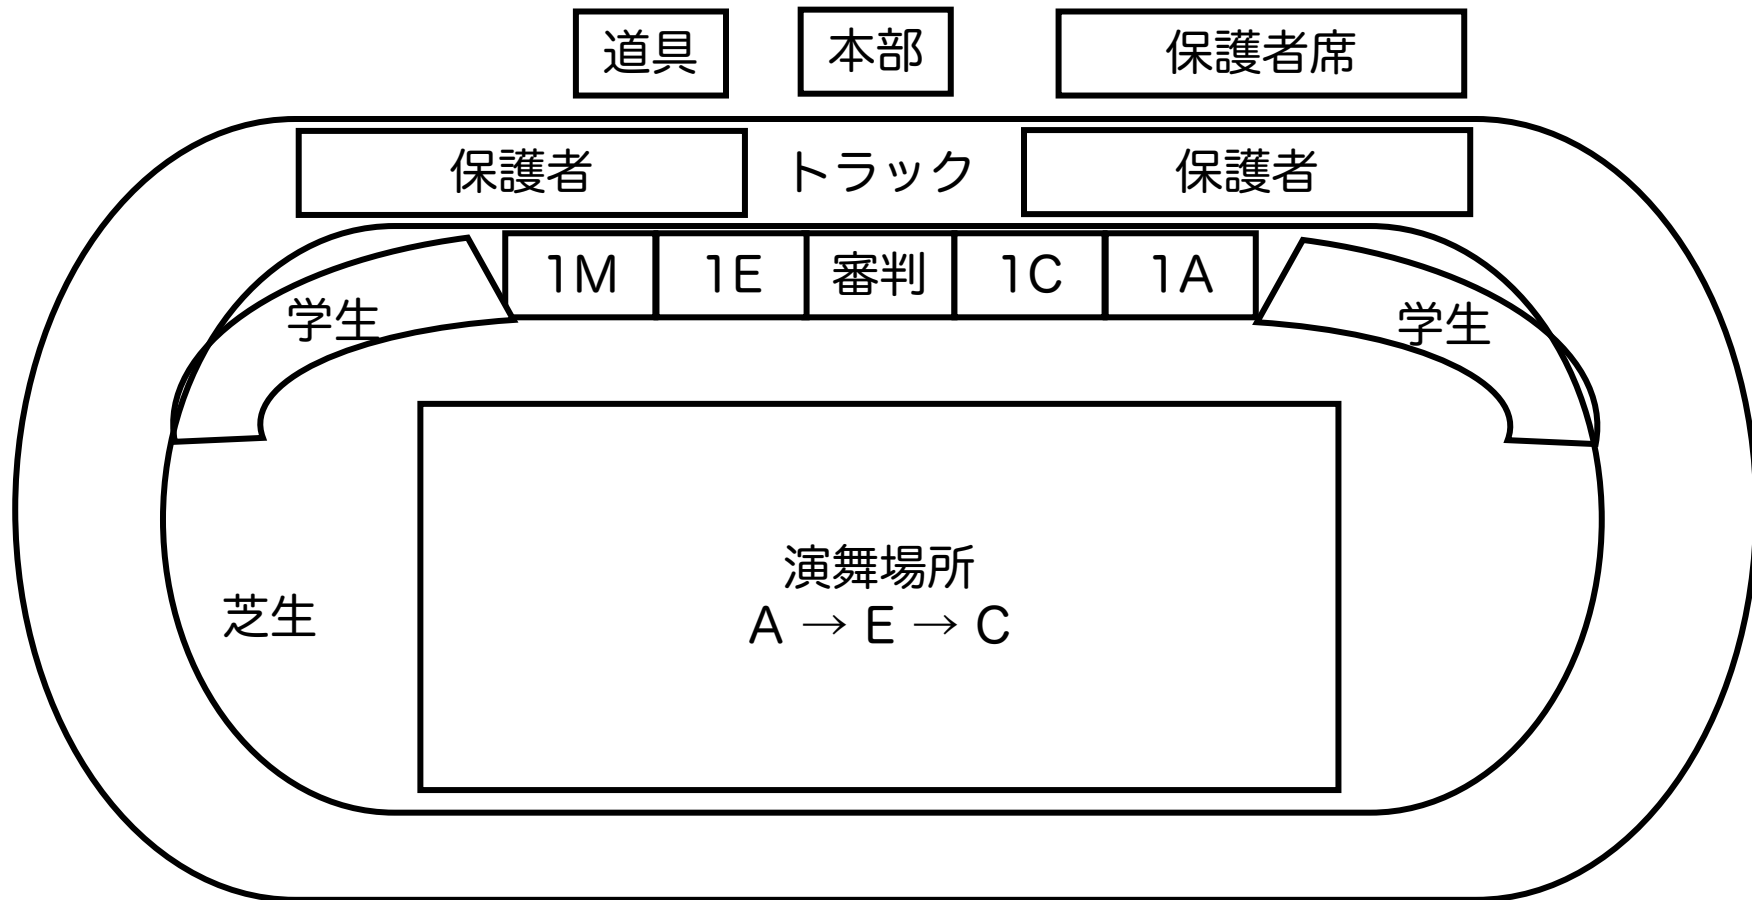 道具
本部
保護者席
保護者
トラック
保護者
1M
1E
審判
1C
1A
学生
学生
演舞場所
A → E → C
芝生